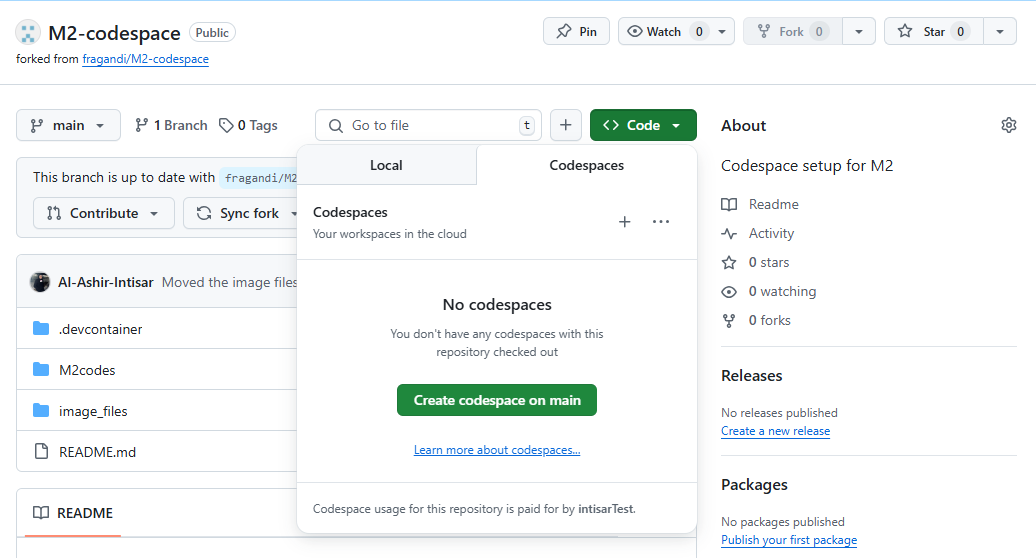 M2-codespace Public
Pin Watch 0 Fork 0 Star 0
forked from fragandi/M2-codespace
main 1 Branch 0 Tags
Go to file t
Code
Local Codespaces
This branch is up to date with fragandi/M2
Contribute Sync fork
Codespaces
Your workspaces in the cloud
Al-Ashir-Intisar Moved the image files
.devcontainer
M2codes
image_files
README.md
README
No codespaces
You don't have any codespaces with this
repository checked out
Create codespace on main
Learn more about codespaces...
Codespace usage for this repository is paid for by intisarTest.
About
Codespace setup for M2
Readme
Activity
0 stars
0 watching
0 forks
Releases
No releases published
Create a new release
Packages
No packages published
Publish your first package